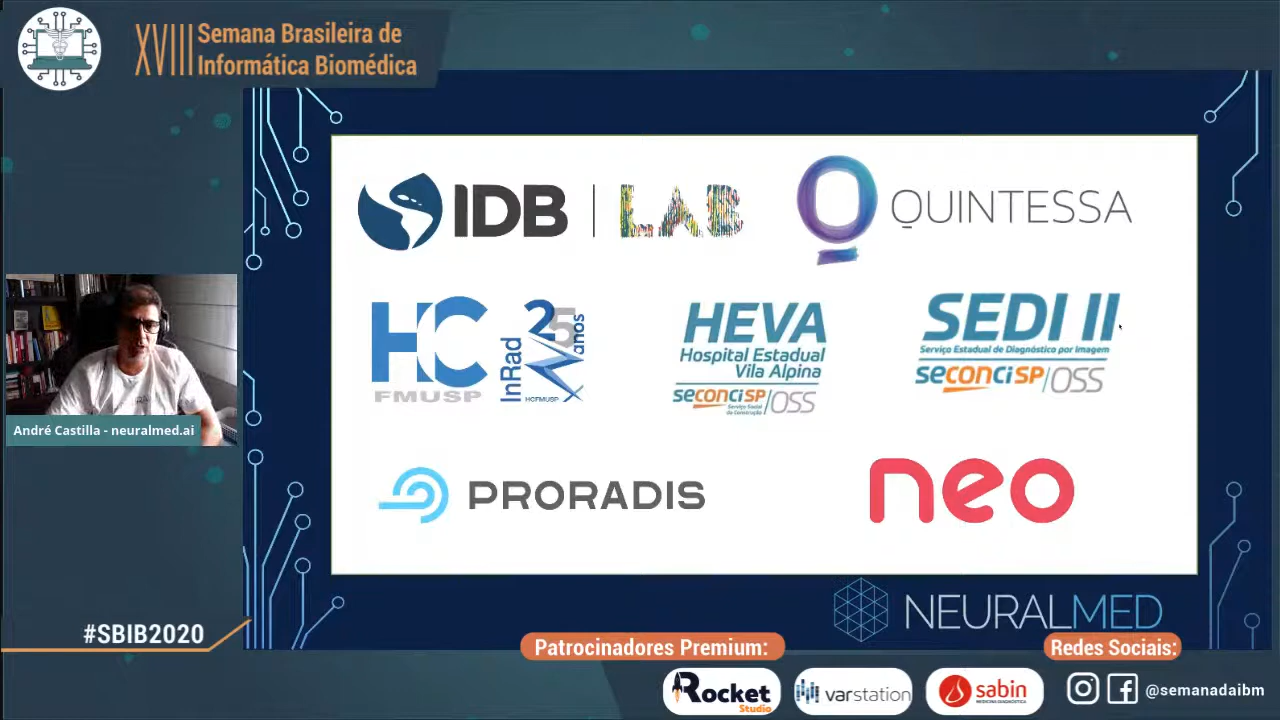 XVIII Semana Brasileira de
Informática Biomédica
IDB | LAB
QUINTESSA
HC
FMUSP
InRad
25
anos
HCFMUSP
HEVA
Hospital Estadual
Vila Alpina
seconci SP/OSS
Serviço Social
da Construção
SEDI II
Serviço Estadual de Diagnóstico por Imagem
seconci SP/OSS
PRORADIS
neo
André Castilla - neuralmed.ai
NEURALMED
#SBIB2020
Patrocinadores Premium:
Redes Sociais:
Rocket
Studio
varstation
sabin
MEDICINA DIAGNÓSTICA
@semanadaibm